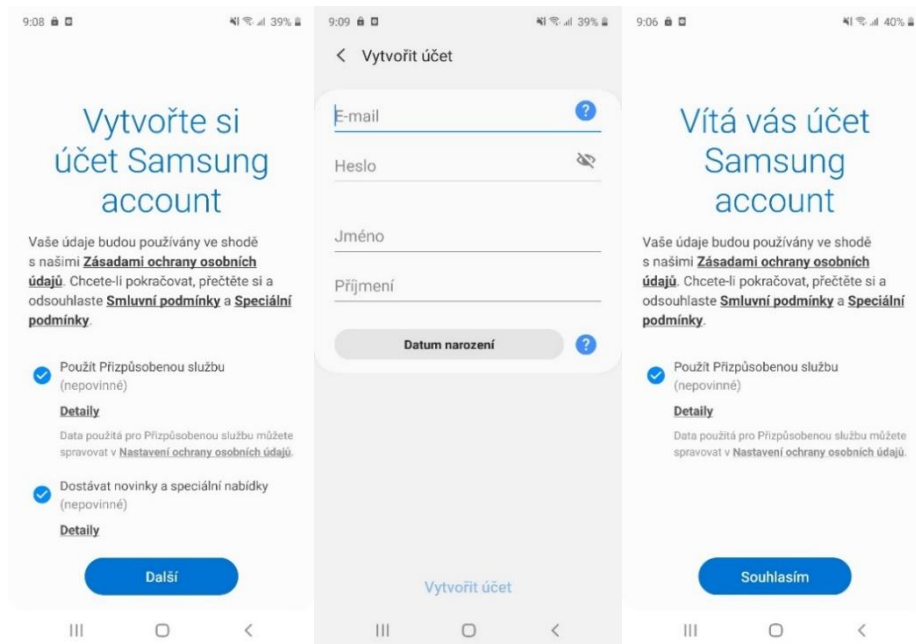 9:08 39%
Vytvořte si
účet Samsung
account
Vaše údaje budou používány ve shodě
s našimi Zásadami ochrany osobních
údajů. Chcete-li pokračovat, přečtěte si a
odsouhlaste Smluvní podmínky a Speciální
podmínky.
Použít Přizpůsobenou službu
(nepovinné)
Detaily
Data použitá pro Přizpůsobenou službu můžete
spravovat v Nastavení ochrany osobních údajů.
Dostávat novinky a speciální nabídky
(nepovinné)
Detaily
Další
9:09 39%
Vytvořit účet
E-mail
Heslo
Jméno
Příjmení
Datum narození
Vytvořit účet
9:06 40%
Vítá vás účet
Samsung
account
Vaše údaje budou používány ve shodě
s našimi Zásadami ochrany osobních
údajů. Chcete-li pokračovat, přečtěte si a
odsouhlaste Smluvní podmínky a Speciální
podmínky.
Použít Přizpůsobenou službu
(nepovinné)
Detaily
Data použitá pro Přizpůsobenou službu můžete
spravovat v Nastavení ochrany osobních údajů.
Souhlasím